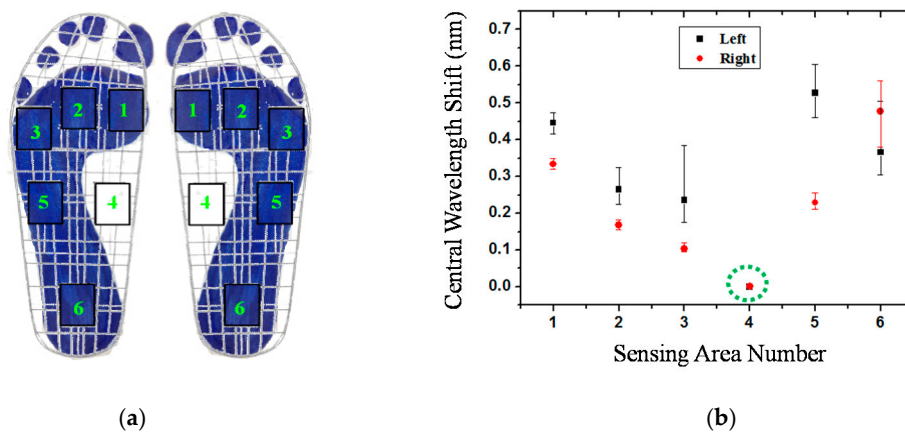 1
2
3
4
5
6
1
2
3
4
5
6
(a)
(b)
Central Wavelength Shift (nm)
0.7
0.6
0.5
0.4
0.3
0.2
0.1
0.0
Left
Right
1 2 3 4 5 6
Sensing Area Number
(a)
(b)